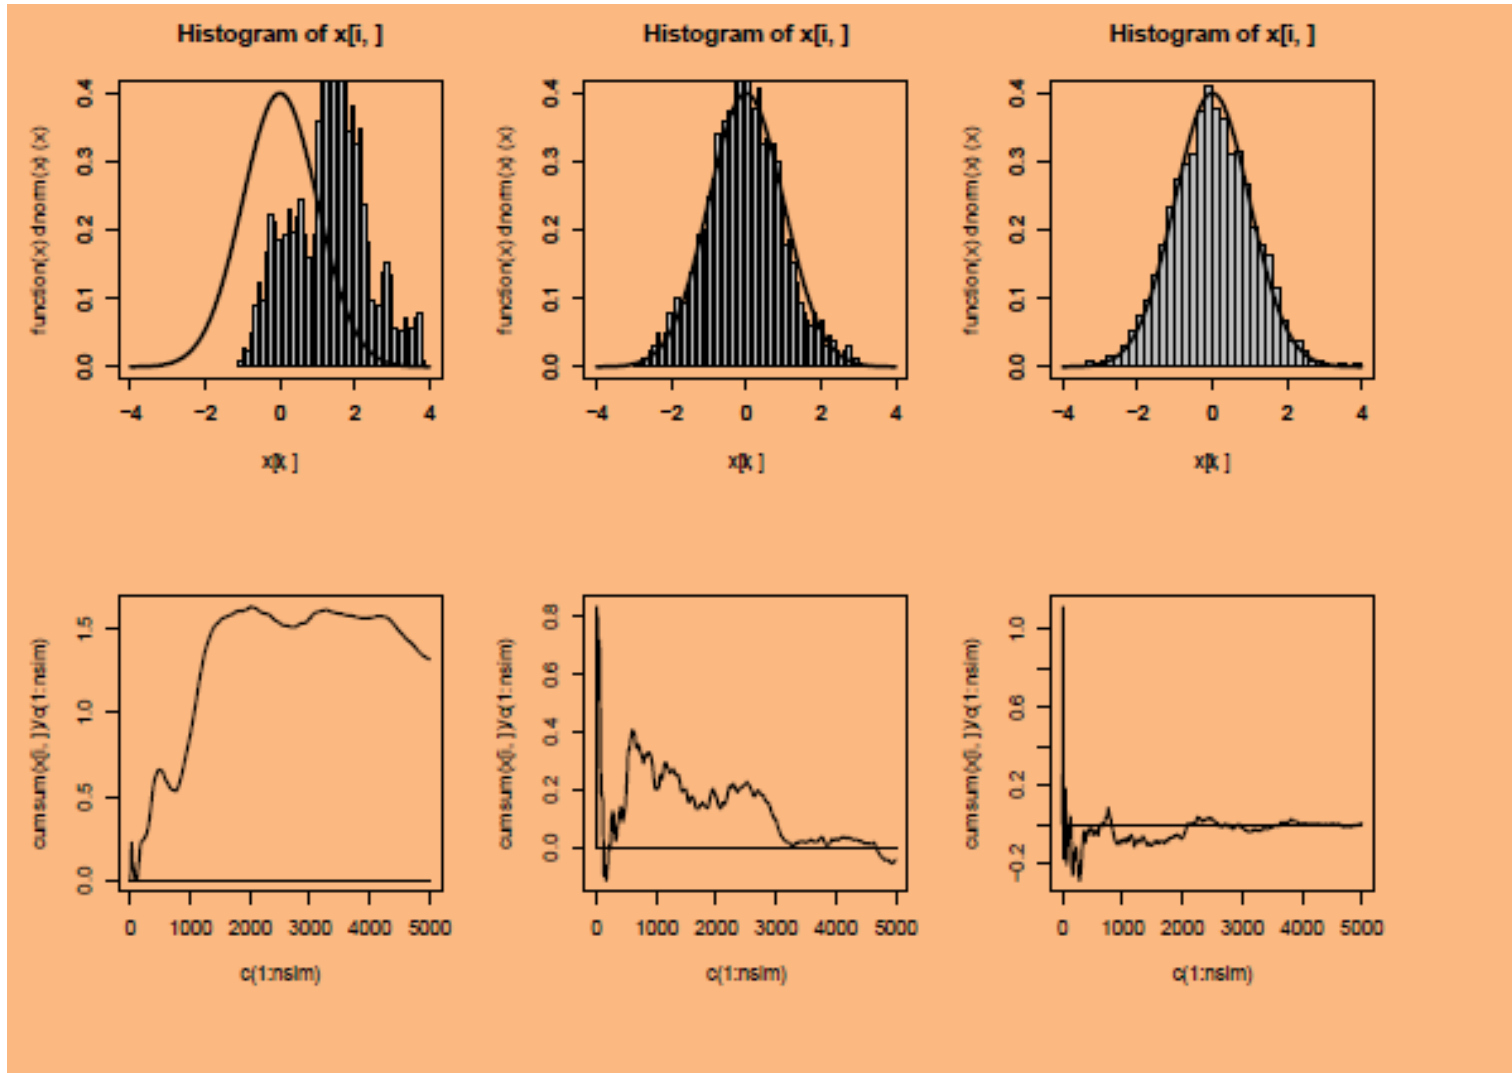 Histogram of x[i, ]
function(x) dnorm(x) (x)
0.0 0.1 0.2 0.3 0.4
−4 −2 0 2 4
Histogram of x[i, ]
function(x) dnorm(x) (x)
0.0 0.1 0.2 0.3 0.4
−4 −2 0 2 4
Histogram of x[i, ]
function(x) dnorm(x) (x)
0.0 0.1 0.2 0.3 0.4
−4 −2 0 2 4
cumsum(x[i, ])/c(1:nsim)
0.0 0.5 1.0 1.5
0 1000 2000 3000 4000 5000
c(1:nsim)
cumsum(x[i, ])/c(1:nsim)
0.0 0.2 0.4 0.6 0.8
0 1000 2000 3000 4000 5000
c(1:nsim)
cumsum(x[i, ])/c(1:nsim)
−0.2 0.2 0.6 1.0
0 1000 2000 3000 4000 5000
c(1:nsim)